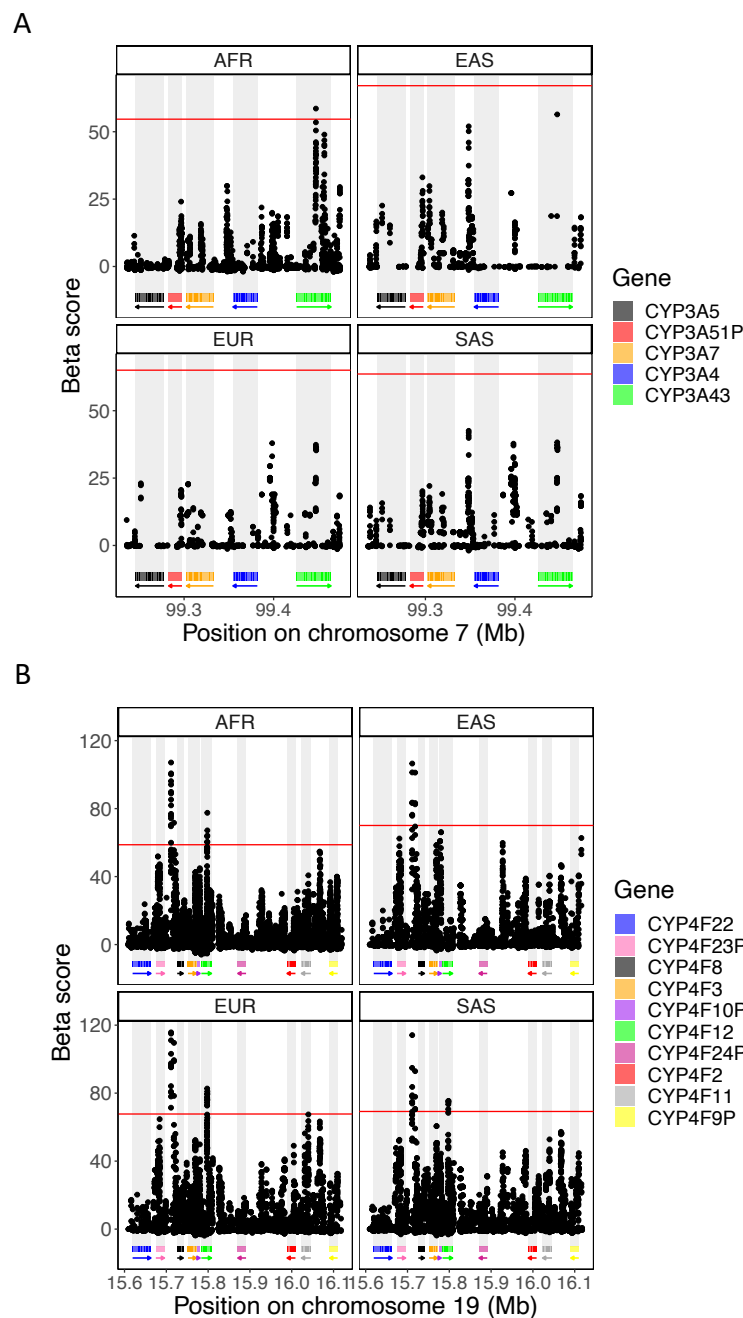 A
AFR
EAS
50
25
0
EUR
SAS
50
25
0
Beta score
99.3
99.4
99.3
99.4
Position on chromosome 7 (Mb)
Gene
CYP3A5
CYP3A51P
CYP3A7
CYP3A4
CYP3A43
B
AFR
EAS
120
80
40
0
EUR
SAS
120
80
40
0
Beta score
15.6
15.7
15.8
15.9
16.0
16.1
15.6
15.7
15.8
15.9
16.0
16.1
Position on chromosome 19 (Mb)
Gene
CYP4F22
CYP4F23P
CYP4F8
CYP4F3
CYP4F10P
CYP4F12
CYP4F24P
CYP4F2
CYP4F11
CYP4F9P